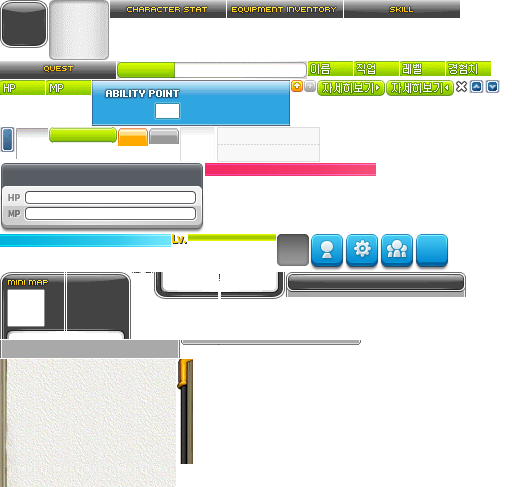 CHARACTER STAT
EQUIPMENT INVENTORY
SKILL
QUEST
이름 직업 레벨 경험치
HP MP
ABILITY POINT
자세히보기 자세히보기
HP
MP
Lv.
MINI MAP
!